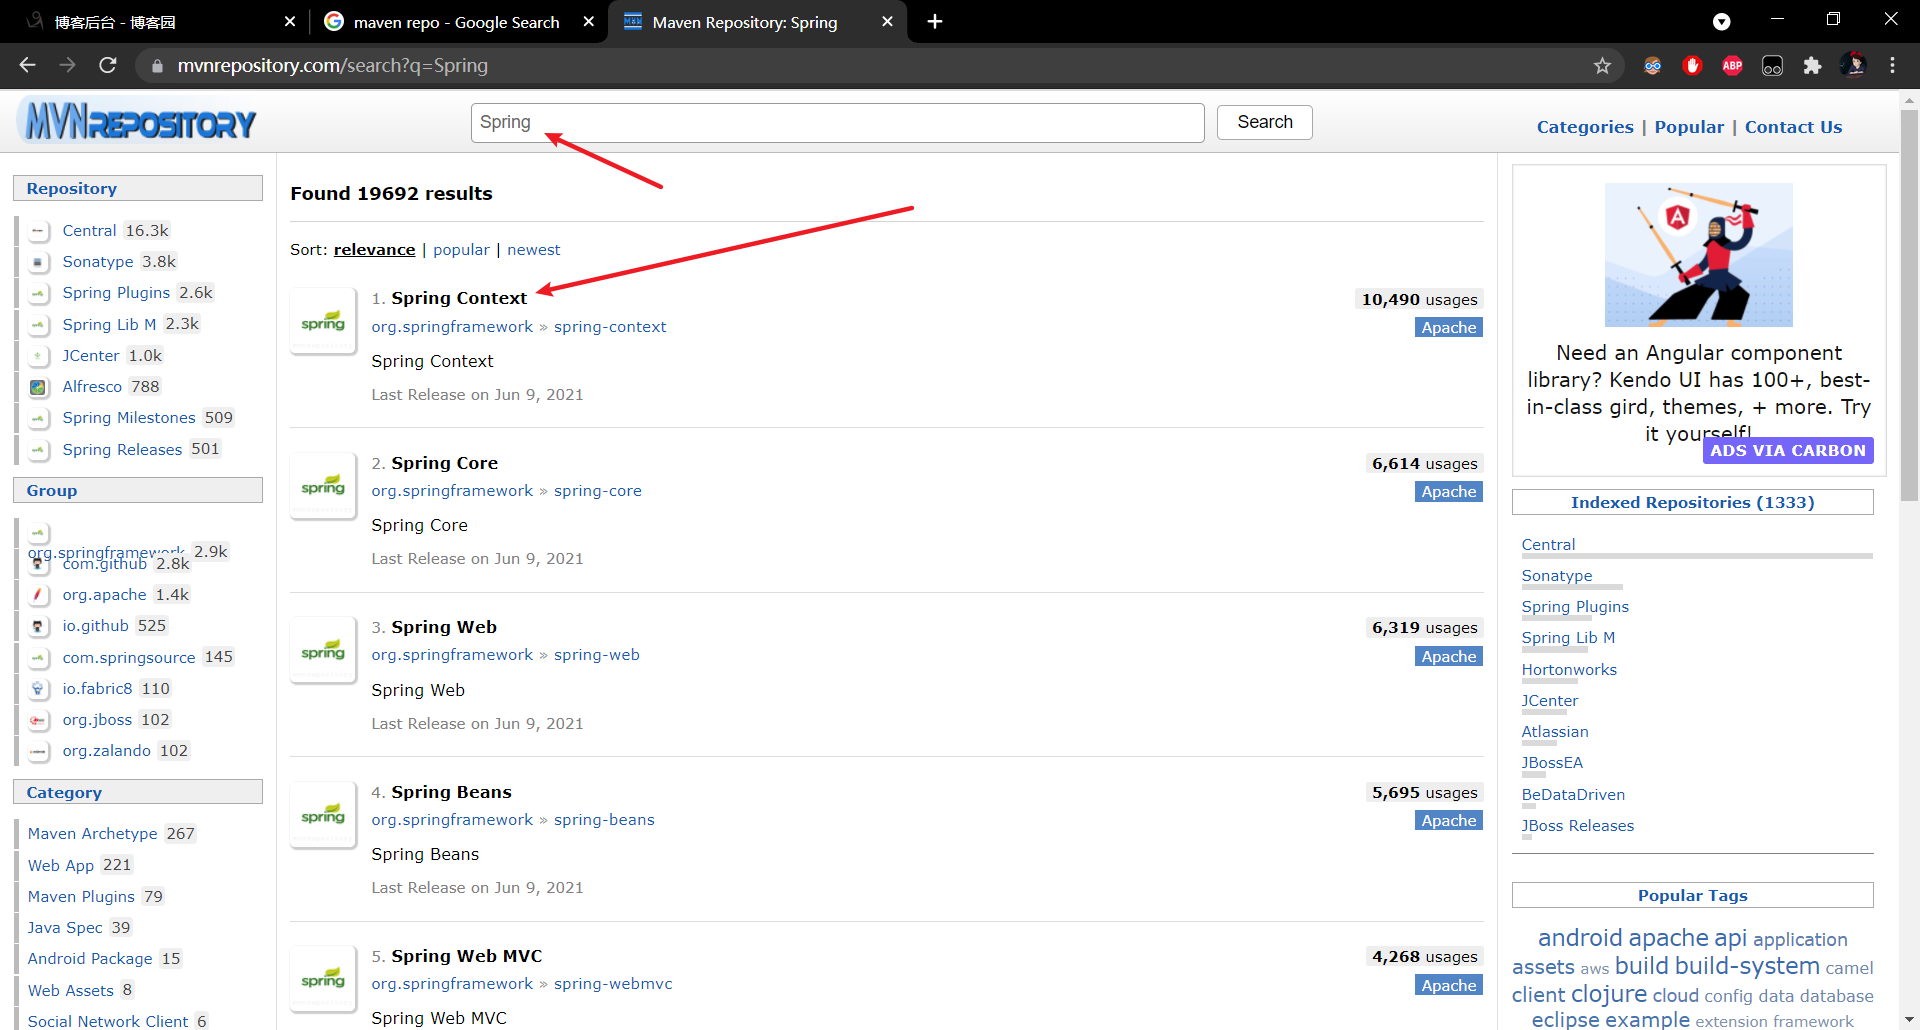 博客后台 - 博客园
maven repo - Google Search
Maven Repository: Spring
mvnrepository.com/search?q=Spring
ABP
MVNREPOSITORY
Spring
Search
Categories | Popular | Contact Us
Repository
Central 16.3k
Sonatype 3.8k
Spring Plugins 2.6k
Spring Lib M 2.3k
JCenter 1.0k
Alfresco 788
Spring Milestones 509
Spring Releases 501
Group
org.springframework 2.9k
com.github 2.8k
org.apache 1.4k
io.github 525
com.springsource 145
io.fabric8 110
org.jboss 102
org.zalando 102
Category
Maven Archetype 267
Web App 221
Maven Plugins 79
Java Spec 39
Android Package 15
Web Assets 8
Social Network Client 6
Found 19692 results
Sort: relevance | popular | newest
spring
1. Spring Context
10,490 usages
org.springframework » spring-context
Apache
Spring Context
Last Release on Jun 9, 2021
spring
2. Spring Core
6,614 usages
org.springframework » spring-core
Apache
Spring Core
Last Release on Jun 9, 2021
spring
3. Spring Web
6,319 usages
org.springframework » spring-web
Apache
Spring Web
Last Release on Jun 9, 2021
spring
4. Spring Beans
5,695 usages
org.springframework » spring-beans
Apache
Spring Beans
Last Release on Jun 9, 2021
spring
5. Spring Web MVC
4,268 usages
org.springframework » spring-webmvc
Apache
Spring Web MVC
Need an Angular component
library? Kendo UI has 100+, best-
in-class gird, themes, + more. Try
it yourself!
ADS VIA CARBON
Indexed Repositories (1333)
Central
Sonatype
Spring Plugins
Spring Lib M
Hortonworks
JCenter
Atlassian
JBossEA
BeDataDriven
JBoss Releases
Popular Tags
android apache api application
assets aws build build-system camel
client clojure cloud config data database
eclipse example extension framework